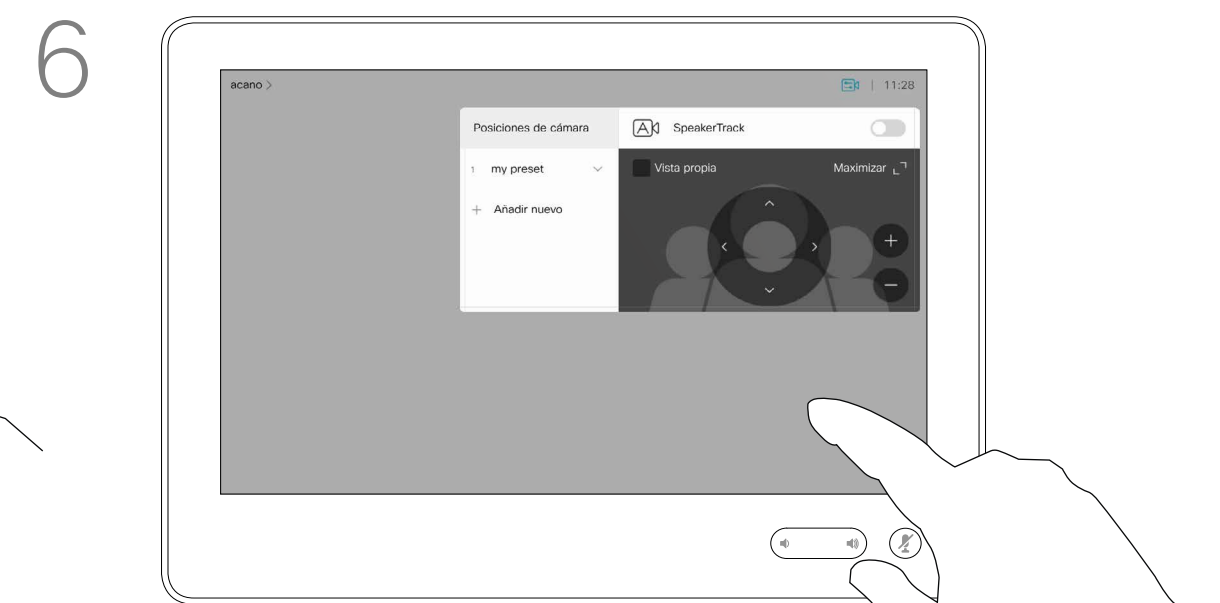 6
acano >
11:28
Posiciones de cámara
SpeakerTrack
1 my preset
Vista propia
Maximizar
+ Añadir nuevo